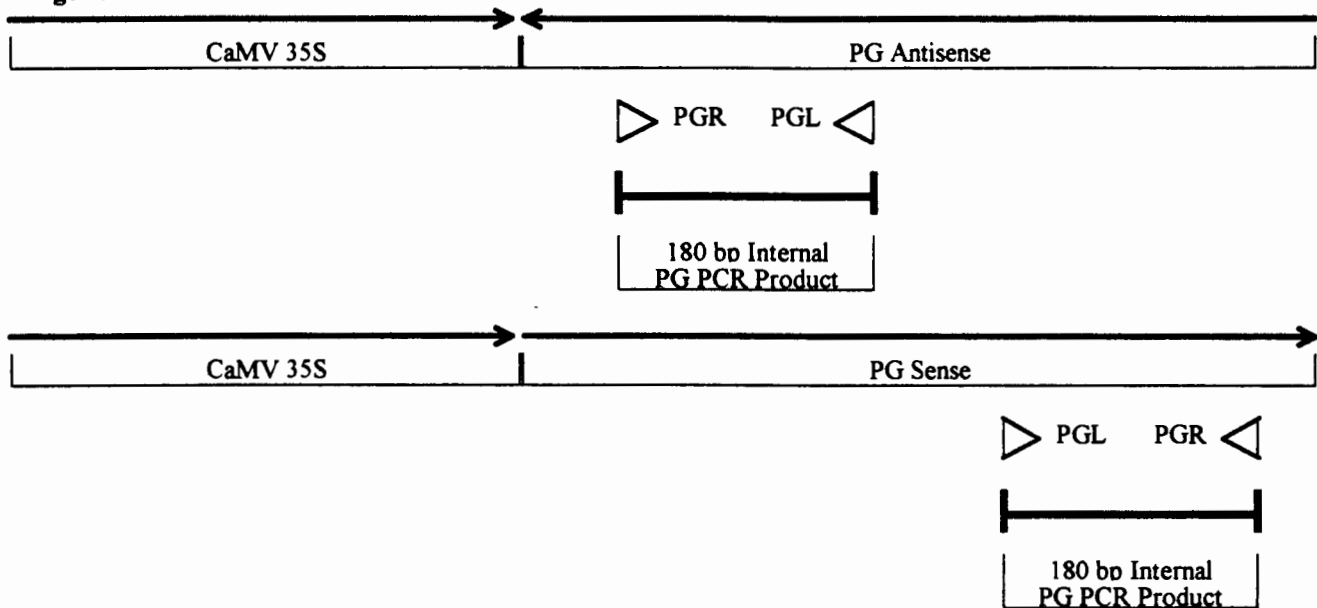 CaMV 35S PG Antisense
PGR PGL
180 bp Internal
PG PCR Product
CaMV 35S PG Sense
PGL PGR
180 bp Internal
PG PCR Product